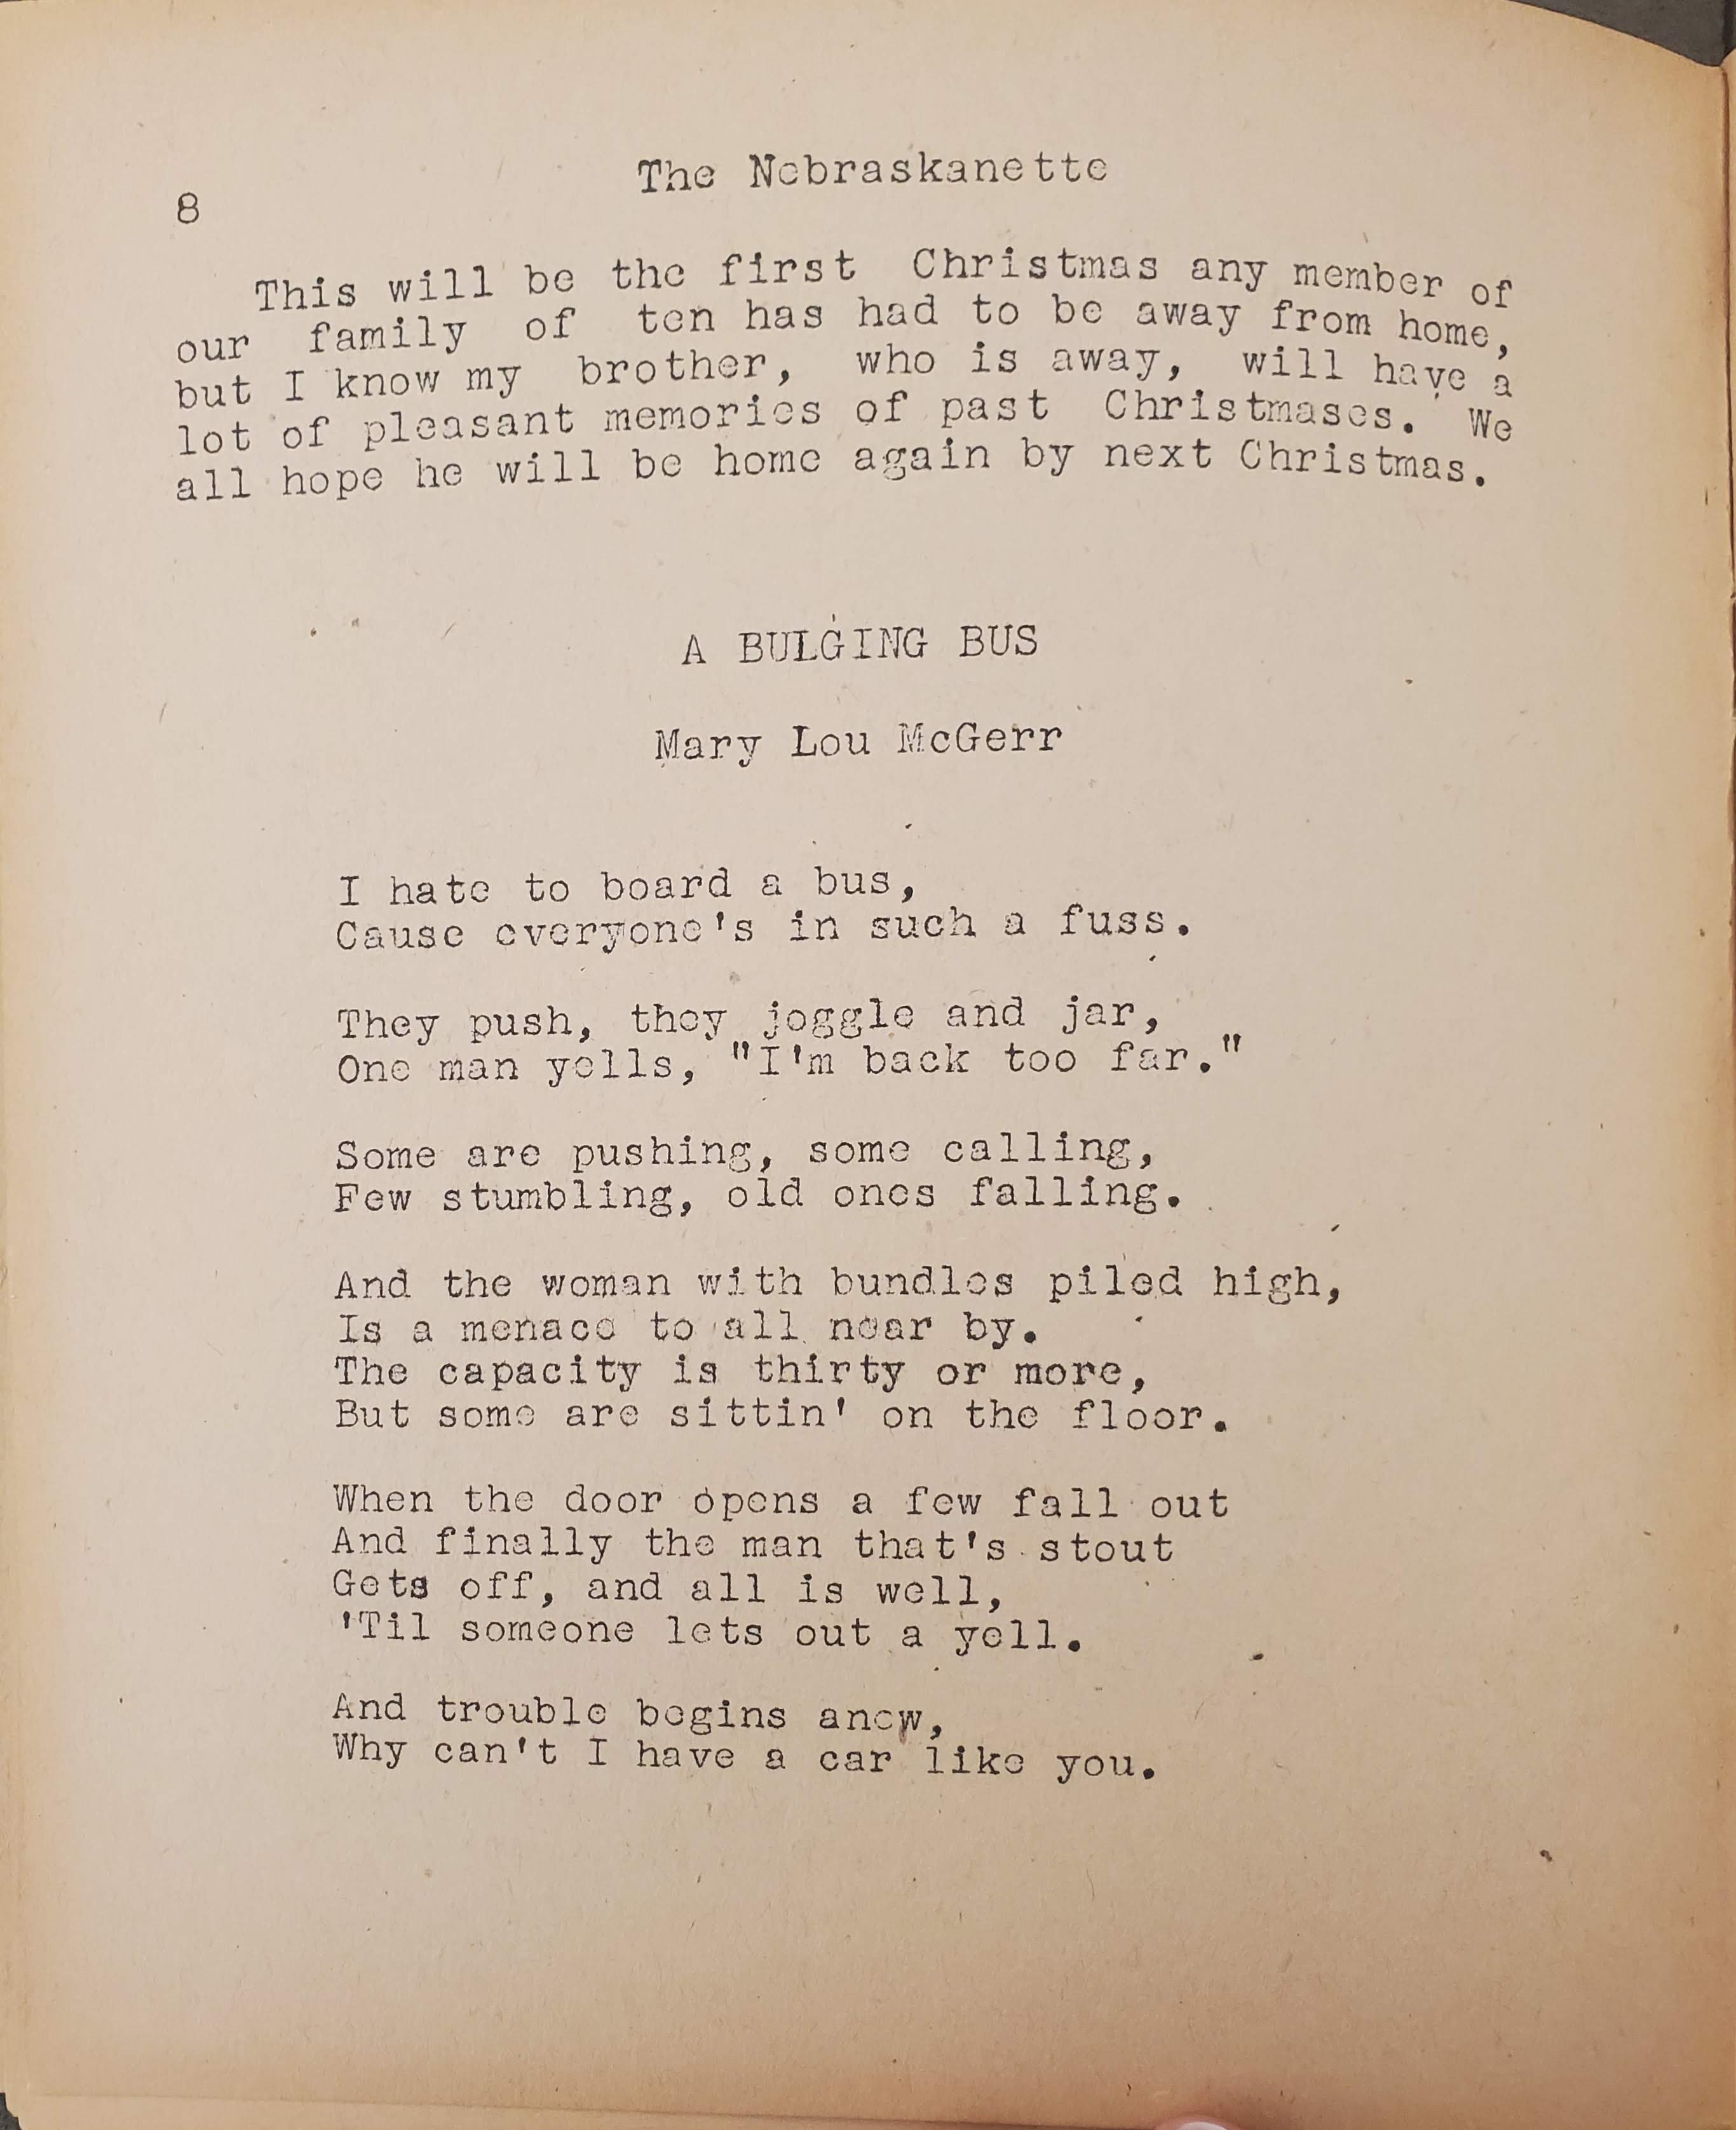 The Nebraskanette
8
This will be the first Christmas any member of
our family of ten has had to be away from home,
but I know my brother, who is away, will have a
lot of pleasant memories of past Christmases. We
all hope he will be home again by next Christmas.
A BULGING BUS
Mary Lou McGerr
I hate to board a bus,
Cause everyone's in such a fuss.
They push, they joggle and jar,
One man yells, "I'm back too far."
Some are pushing, some calling,
Few stumbling, old ones falling.
And the woman with bundles piled high,
Is a menace to all near by.
The capacity is thirty or more,
But some are sittin' on the floor.
When the door opens a few fall out
And finally the man that's stout
Gets off, and all is well,
'Til someone lets out a yell.
And trouble begins anew,
Why can't I have a car like you.